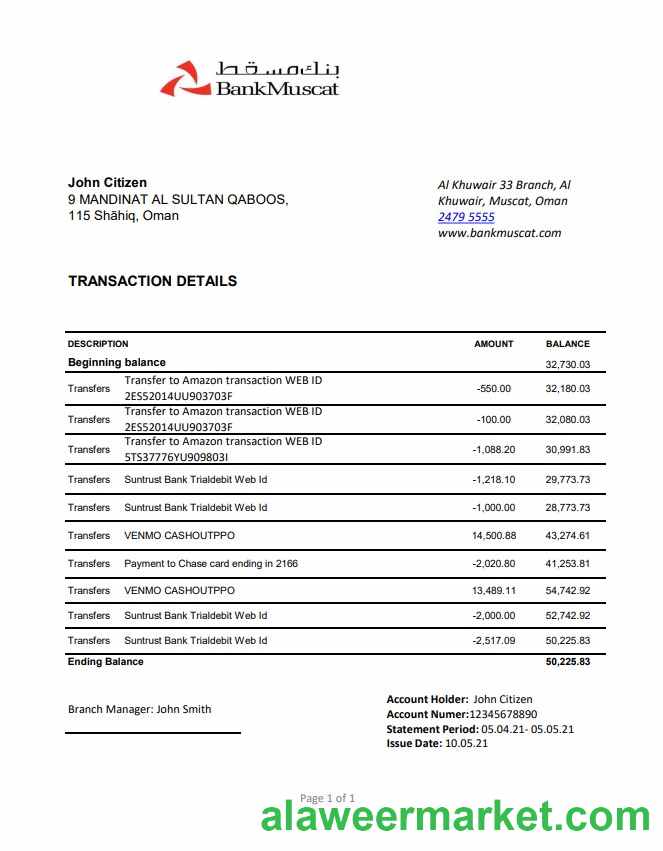 بنك مسقط
BankMuscat
John Citizen
9 MANDINAT AL SULTAN QABOOS,
115 Shāhiq, Oman
Al Khuwair 33 Branch, Al
Khuwair, Muscat, Oman
2479 5555
www.bankmuscat.com
TRANSACTION DETAILS
DESCRIPTION AMOUNT BALANCE
Beginning balance 32,730.03
Transfers Transfer to Amazon transaction WEB ID
2ES52014UU903703F -550.00 32,180.03
Transfers Transfer to Amazon transaction WEB ID
2ES52014UU903703F -100.00 32,080.03
Transfers Transfer to Amazon transaction WEB ID
5TS37776YU909803I -1,088.20 30,991.83
Transfers Suntrust Bank Trialdebit Web Id -1,218.10 29,773.73
Transfers Suntrust Bank Trialdebit Web Id -1,000.00 28,773.73
Transfers VENMO CASHOUTPPO 14,500.88 43,274.61
Transfers Payment to Chase card ending in 2166 -2,020.80 41,253.81
Transfers VENMO CASHOUTPPO 13,489.11 54,742.92
Transfers Suntrust Bank Trialdebit Web Id -2,000.00 52,742.92
Transfers Suntrust Bank Trialdebit Web Id -2,517.09 50,225.83
Ending Balance 50,225.83
Branch Manager: John Smith
Account Holder: John Citizen
Account Numer:12345678890
Statement Period: 05.04.21- 05.05.21
Issue Date: 10.05.21
Page 1 of 1
alaweermarket.com